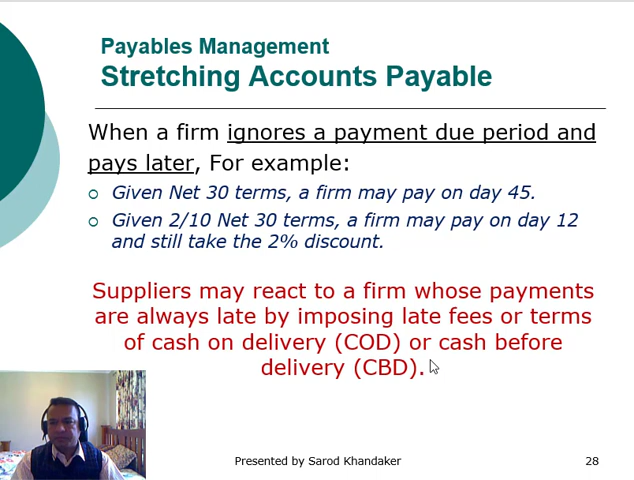 Payables Management
Stretching Accounts Payable
When a firm ignores a payment due period and
pays later, For example:
Given Net 30 terms, a firm may pay on day 45.
Given 2/10 Net 30 terms, a firm may pay on day 12
and still take the 2% discount.
Suppliers may react to a firm whose payments
are always late by imposing late fees or terms
of cash on delivery (COD) or cash before
delivery (CBD).
Presented by Sarod Khandaker
28